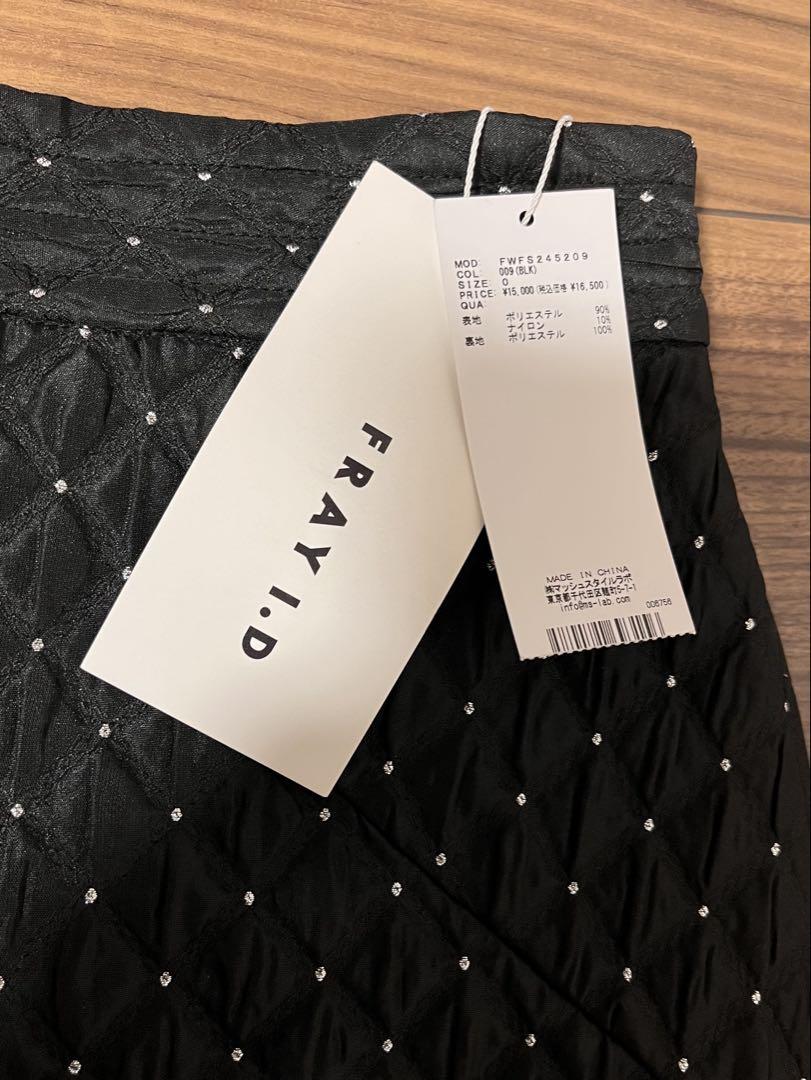 FRAY I.D
MOD: FWFS245209
COL: 009(BLK)
SIZE: 0
PRICE: ¥15,000(税込価格 ¥16,500)
QUA:
表地 ポリエステル 90%
ナイロン 10%
裏地 ポリエステル 100%
MADE IN CHINA
㈱マッシュスタイルラボ
東京都千代田区麹町5-7-1
info@ms-lab.com 006756